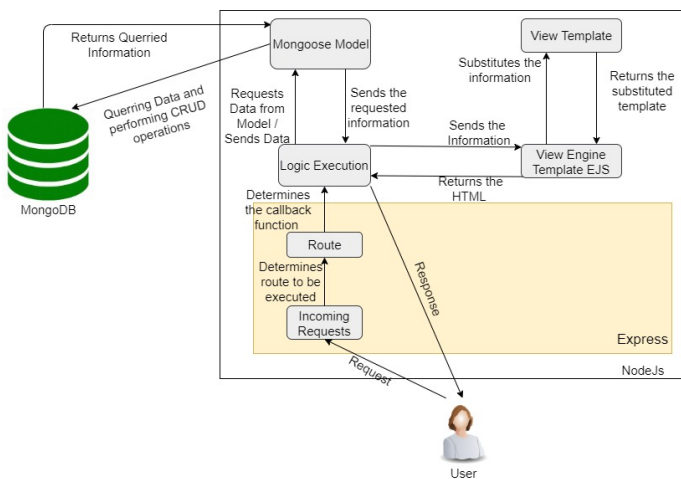 Returns Querried
Information
Mongoose Model
View Template
Substitutes the
information
Returns the
substituted
template
Querring Data and
performing CRUD
operations
Requests
Data from
Model /
Sends Data
Sends the
requested
information
Sends the
Information
MongoDB
Logic Execution
View Engine
Template EJS
Returns the
HTML
Determines
the callback
function
Route
Determines
route to be
executed
Response
Incoming
Requests
Express
Request
NodeJs
User